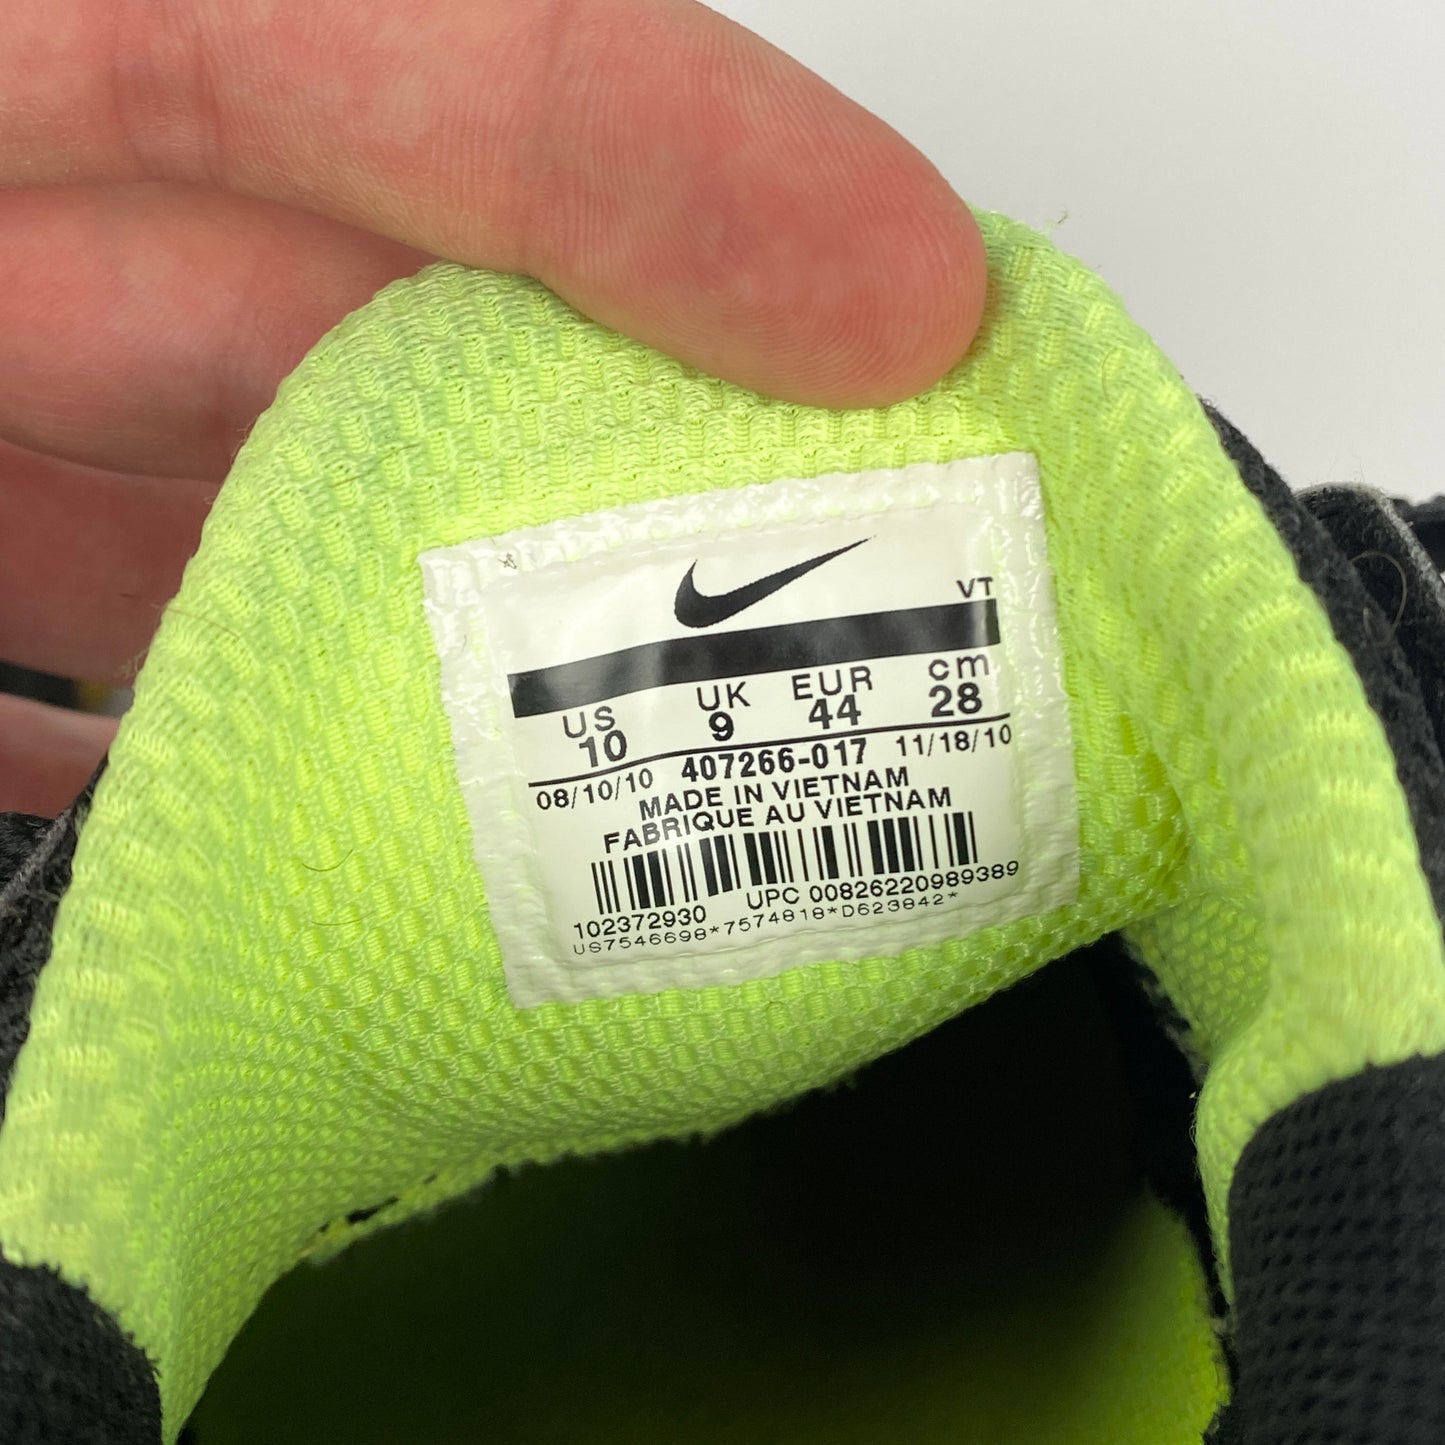 VT
US UK EUR cm
10 9 44 28
08/10/10 407266-017 11/18/10
MADE IN VIETNAM
FABRIQUE AU VIETNAM
102372930 UPC 00826220989389
US7546698*7574818*D623842*